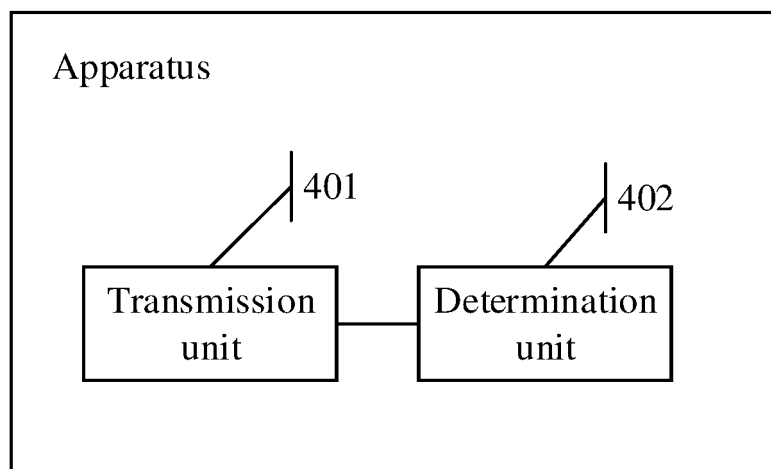 Apparatus
401
402
Transmission
unit
Determination
unit